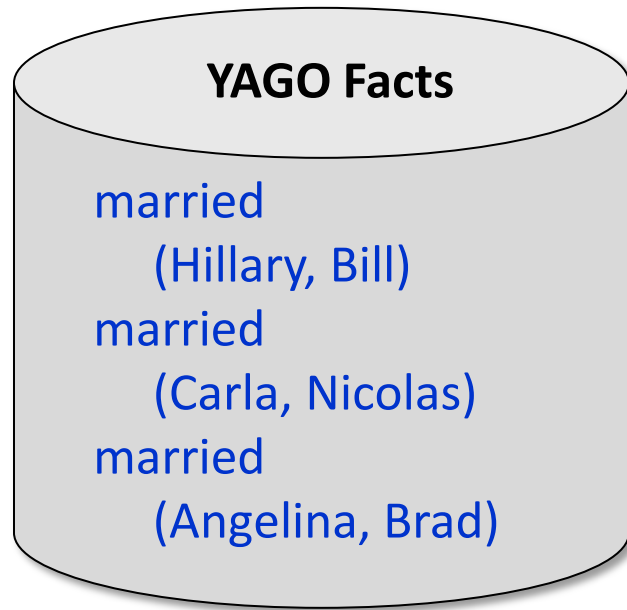 YAGO Facts
married
(Hillary, Bill)
married
(Carla, Nicolas)
married
(Angelina, Brad)